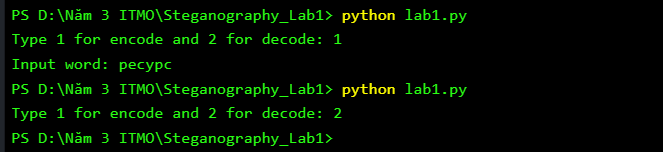 PS D:\Năm 3 ITMO\Steganography_Lab1> python lab1.py
Type 1 for encode and 2 for decode: 1
Input word: ресурс
PS D:\Năm 3 ITMO\Steganography_Lab1> python lab1.py
Type 1 for encode and 2 for decode: 2
PS D:\Năm 3 ITMO\Steganography_Lab1>